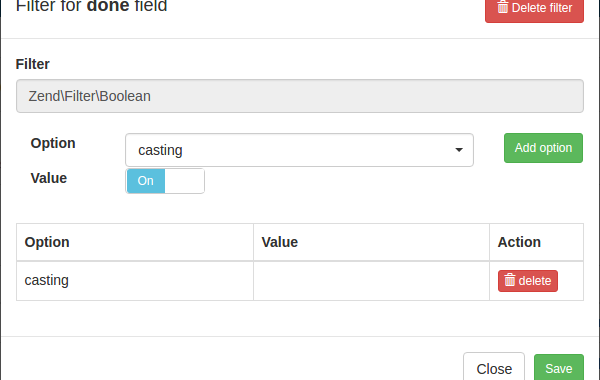 Filter for done field
Delete filter
Filter
Zend\Filter\Boolean
Option
casting
Add option
Value
On
Option Value Action
casting delete
Close Save